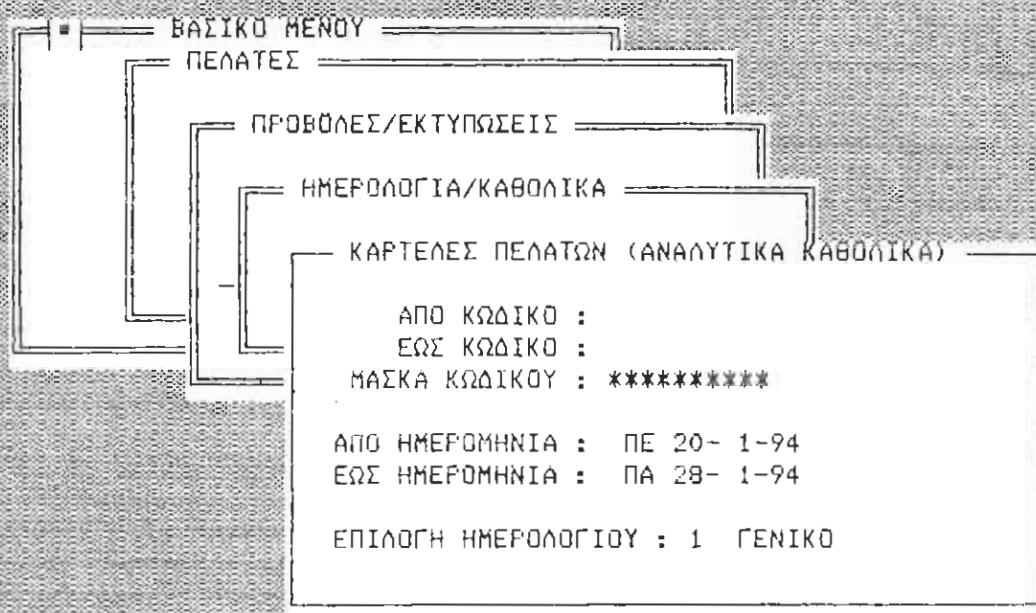 ΒΑΣΙΚΟ ΜΕΝΟΥ
ΠΕΛΑΤΕΣ
ΠΡΟΒΟΛΕΣ/ΕΚΤΥΠΩΣΕΙΣ
ΗΜΕΡΟΛΟΓΙΑ/ΚΑΘΟΛΙΚΑ
ΚΑΡΤΕΛΕΣ ΠΕΛΑΤΩΝ (ΑΝΑΛΥΤΙΚΑ ΚΑΘΟΛΙΚΑ)
ΑΠΟ ΚΩΔΙΚΟ :
ΕΩΣ ΚΩΔΙΚΟ :
ΜΑΣΚΑ ΚΩΔΙΚΟΥ : **********
ΑΠΟ ΗΜΕΡΟΜΗΝΙΑ : ΠΕ 20- 1-94
ΕΩΣ ΗΜΕΡΟΜΗΝΙΑ : ΠΑ 28- 1-94
ΕΠΙΛΟΓΗ ΗΜΕΡΟΛΟΓΙΟΥ : 1 ΓΕΝΙΚΟ